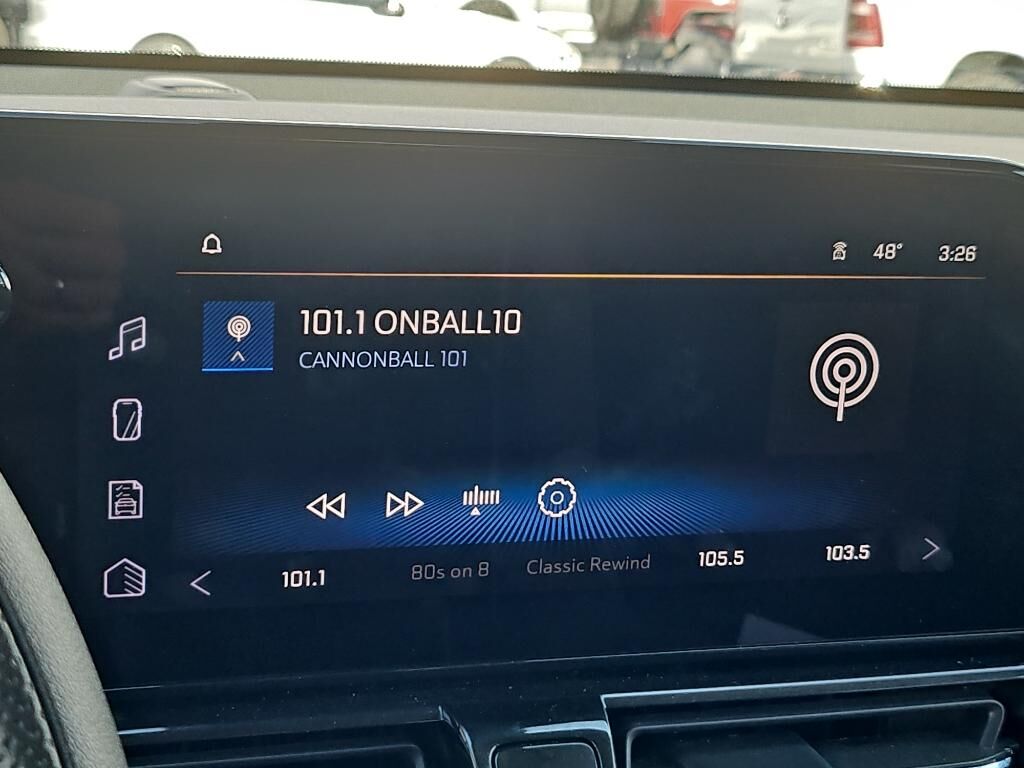 48° 3:26
101.1 ONBALL10
CANNONBALL 101
101.1 80s on 8 Classic Rewind 105.5 103.5